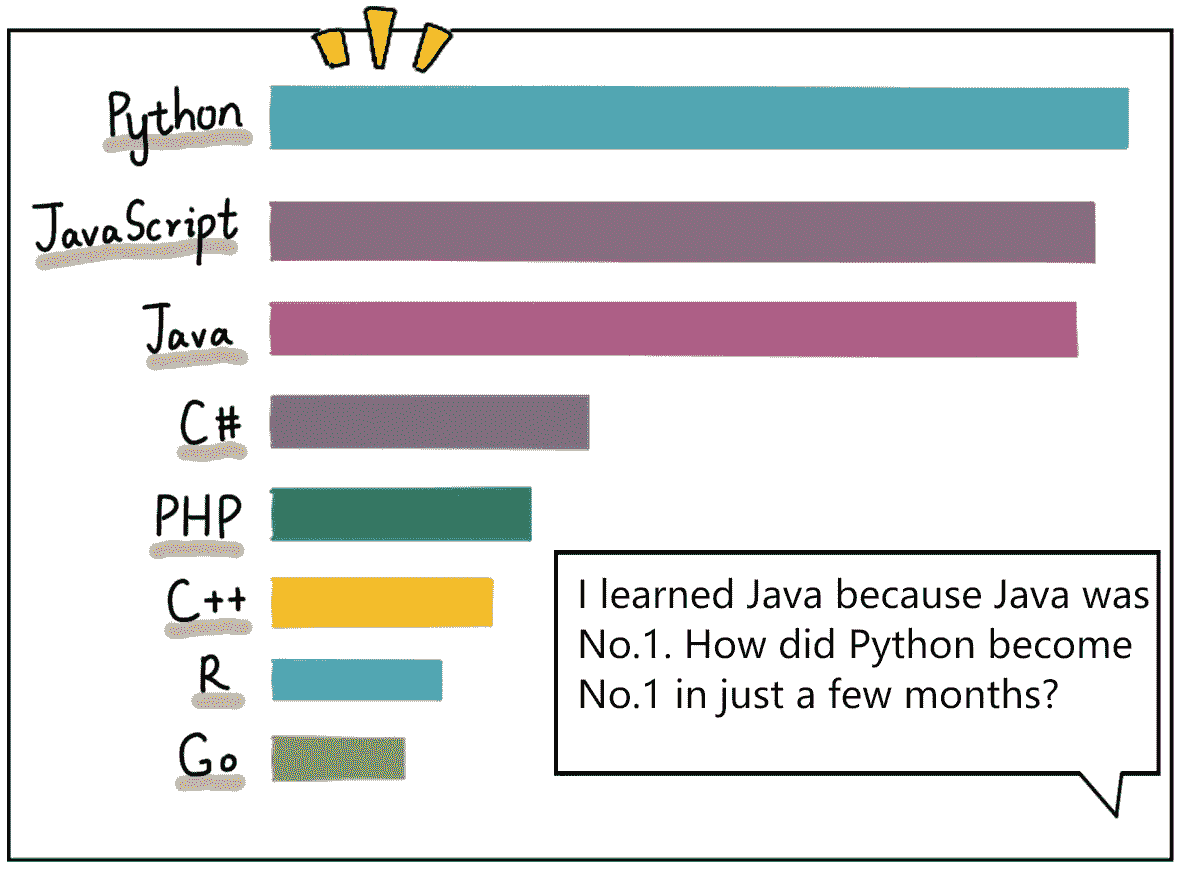 Python
JavaScript
Java
C#
PHP
C++
R
Go
I learned Java because Java was
No.1. How did Python become
No.1 in just a few months?